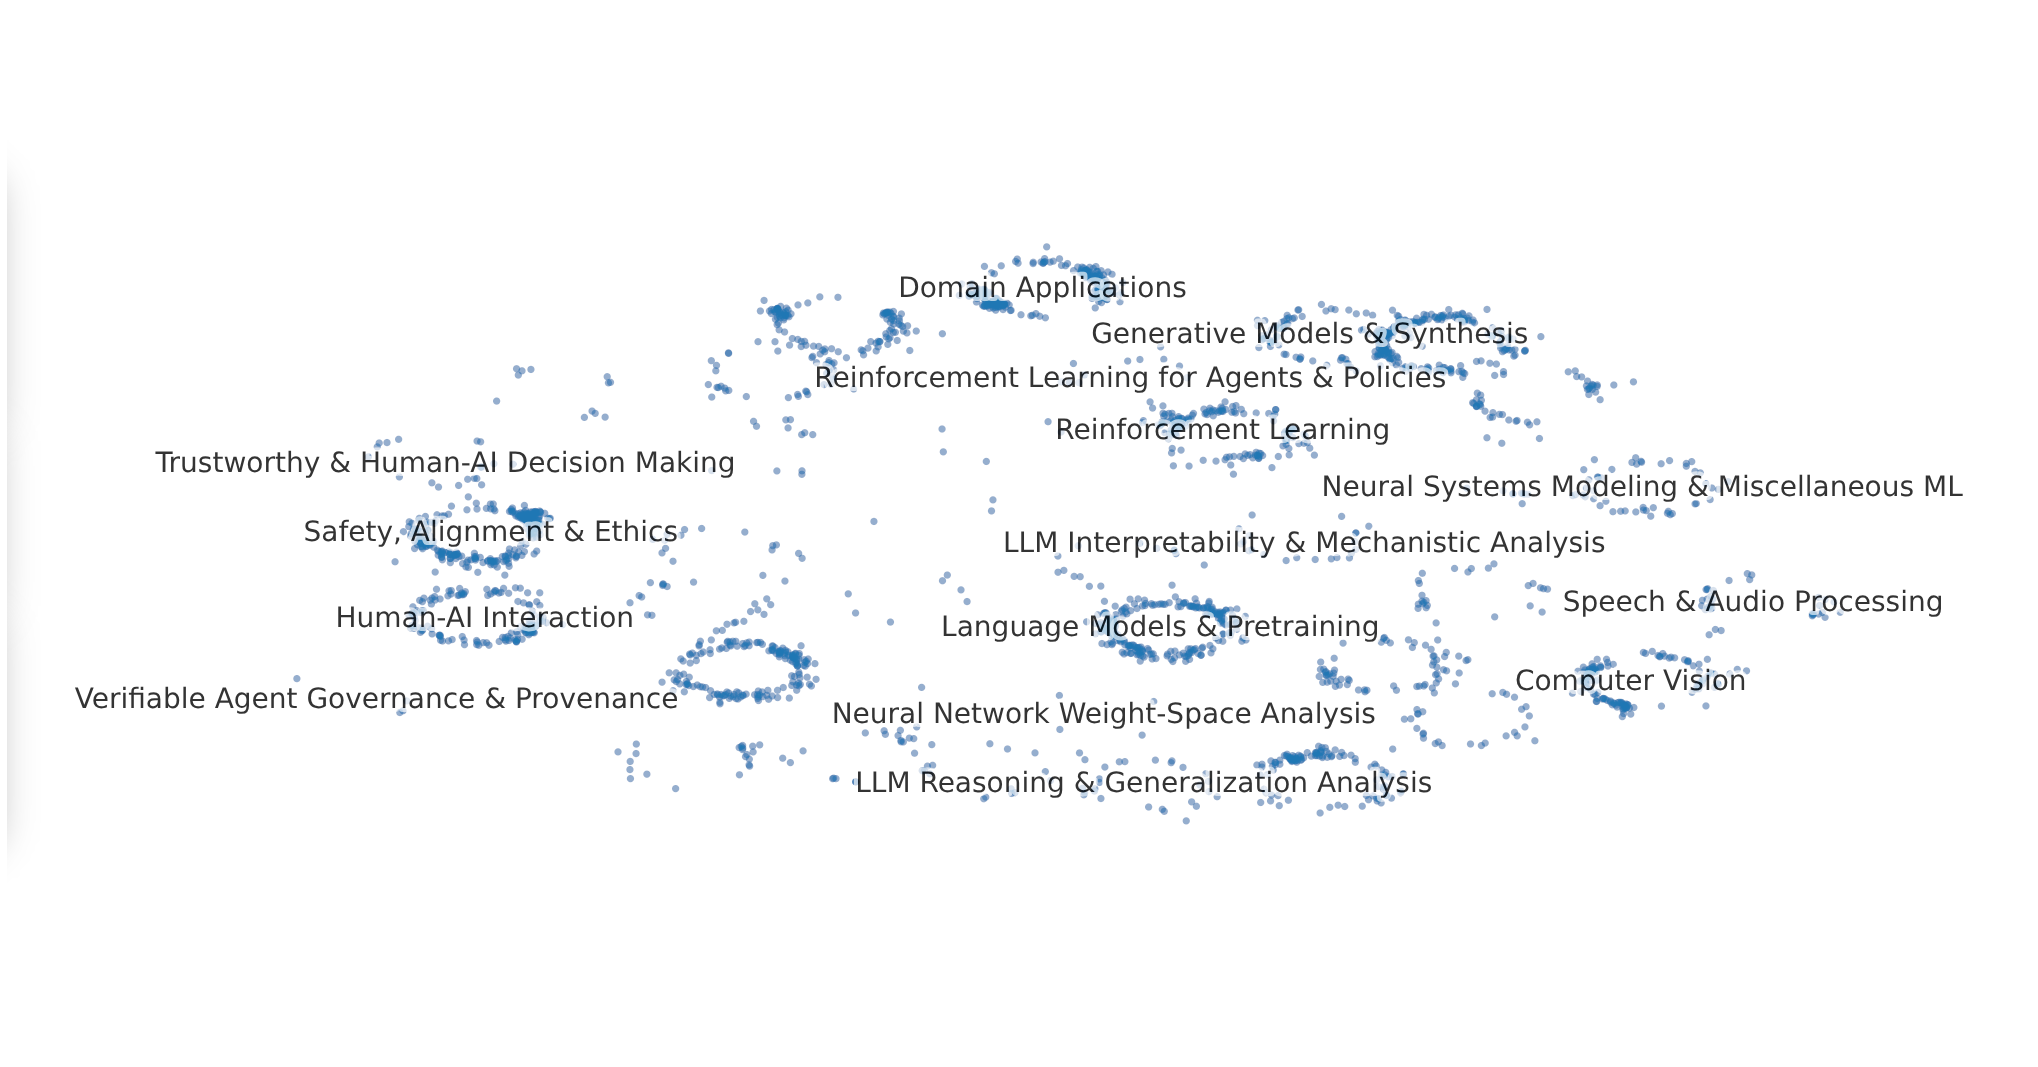 Domain Applications
Generative Models & Synthesis
Reinforcement Learning for Agents & Policies
Reinforcement Learning
Trustworthy & Human-AI Decision Making
Neural Systems Modeling & Miscellaneous ML
Safety, Alignment & Ethics
LLM Interpretability & Mechanistic Analysis
Speech & Audio Processing
Human-AI Interaction
Language Models & Pretraining
Computer Vision
Verifiable Agent Governance & Provenance
Neural Network Weight-Space Analysis
LLM Reasoning & Generalization Analysis